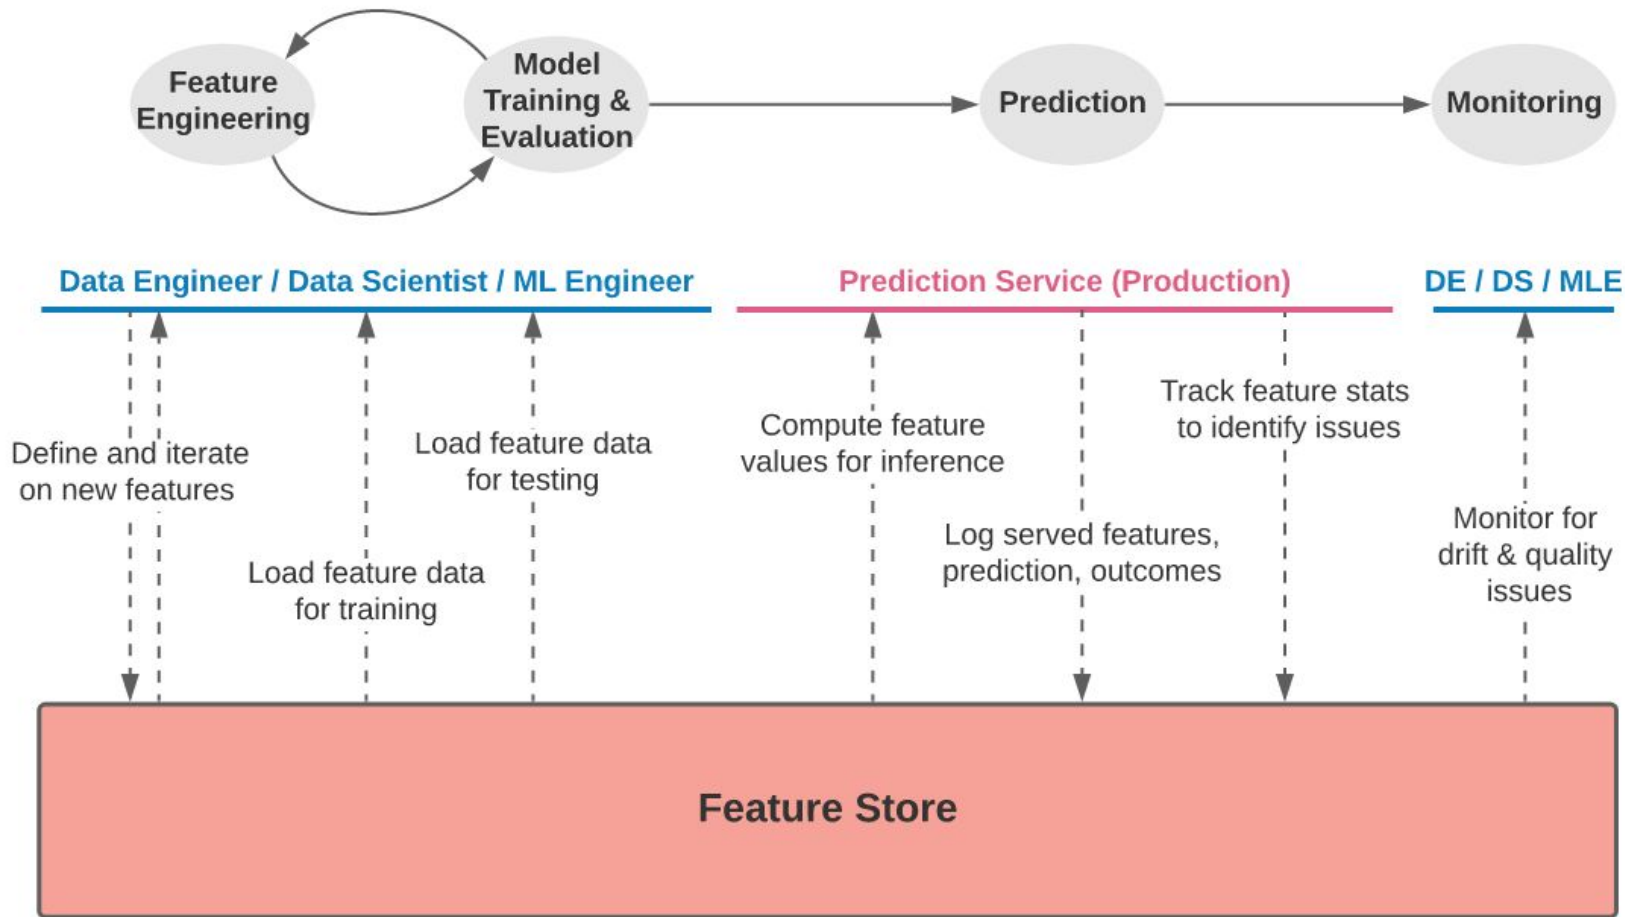 Feature
Engineering
Model
Training &
Evaluation
Prediction
Monitoring
Data Engineer / Data Scientist / ML Engineer
Prediction Service (Production)
DE / DS / MLE
Define and iterate
on new features
Load feature data
for training
Load feature data
for testing
Compute feature
values for inference
Log served features,
prediction, outcomes
Track feature stats
to identify issues
Monitor for
drift & quality
issues
Feature Store